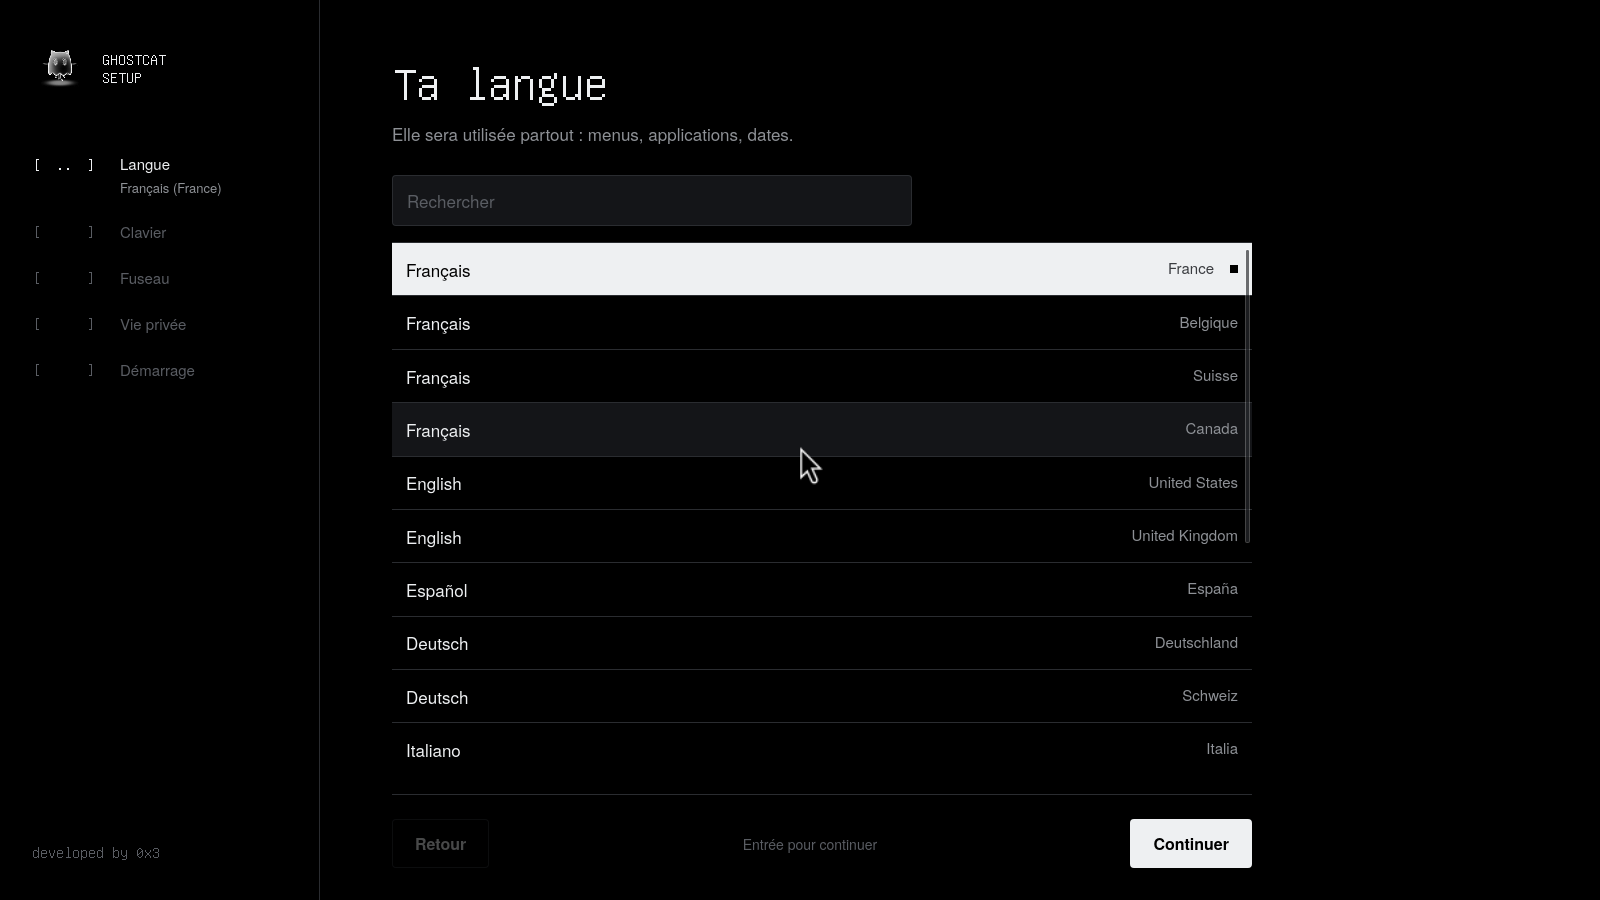 GHOSTCAT
SETUP
[ .. ] Langue
Français (France)
[ ] Clavier
[ ] Fuseau
[ ] Vie privée
[ ] Démarrage
developed by 0x3
Ta langue
Elle sera utilisée partout : menus, applications, dates.
Rechercher
Français France
Français Belgique
Français Suisse
Français Canada
English United States
English United Kingdom
Español España
Deutsch Deutschland
Deutsch Schweiz
Italiano Italia
Retour Entrée pour continuer Continuer